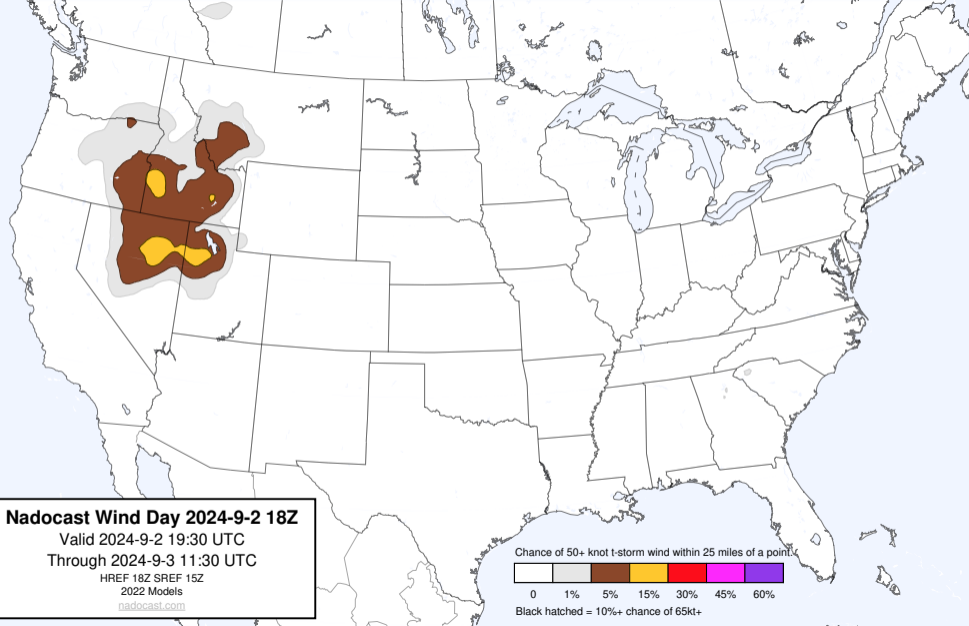 Nadocast Wind Day 2024-9-2 18Z
Valid 2024-9-2 19:30 UTC
Through 2024-9-3 11:30 UTC
HREF 18Z SREF 15Z
2022 Models
nadocast.com
Chance of 50+ knot t-storm wind within 25 miles of a point.
0 1% 5% 15% 30% 45% 60%
Black hatched = 10%+ chance of 65kt+